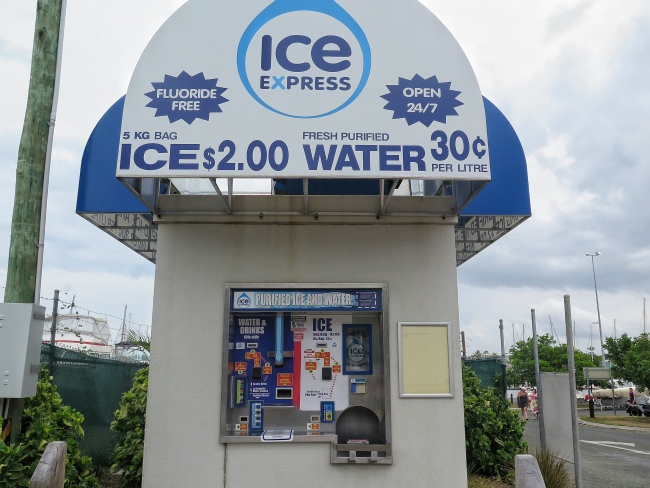 ICe
EXPRESS
FLUORIDE
FREE
OPEN
24/7
5 KG BAG
ICE $2.00
FRESH PURIFIED
WATER 30¢
PER LITRE
ice
PURIFIED ICE AND WATER
WATER &
DRINKS
ICE